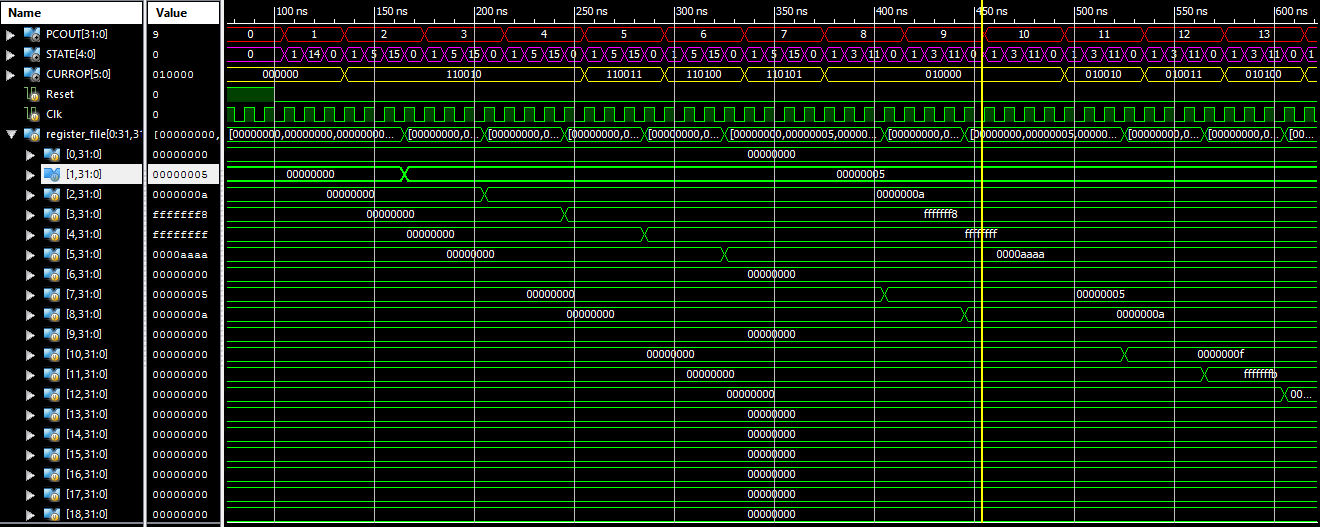 Name Value 100 ns 150 ns 200 ns 250 ns 300 ns 350 ns 400 ns 450 ns 500 ns 550 ns 600 ns
PCOUT[31:0] 9 0 1 2 3 4 5 6 7 8 9 10 11 12 13
STATE[4:0] 0 0 1 14 0 1 2 15 0 1 5 15 0 1 5 15 0 1 5 15 0 1 5 15 0 1 5 15 0 1 3 11 0 1 3 11 0 1 3 11 0 1 3 11 0 1 3 11 0 1
CURROP[5:0] 010000 000000 110010 110011 110100 110101 010000 010010 010011 010100
Reset 0
Clk 0
register_file[0:31,31 [00000000, [00000000,00000000,00000000... [00000000,0... [00000000,0... [00000000,0... [00000000,0... [00000000,00000005,00000... [00000000,0... [00000000,00000005,00000... [00000000,0... [00000000,0... [00...
[0,31:0] 00000000 00000000
[1,31:0] 00000005 00000000 00000005
[2,31:0] 0000000a 00000000 0000000a
[3,31:0] fffffff8 00000000 fffffff8
[4,31:0] ffffffff 00000000 ffffffff
[5,31:0] 0000aaaa 00000000 0000aaaa
[6,31:0] 00000000 00000000
[7,31:0] 00000005 00000000 00000005
[8,31:0] 0000000a 00000000 0000000a
[9,31:0] 00000000 00000000
[10,31:0] 00000000 00000000 0000000f
[11,31:0] 00000000 00000000 fffffffb
[12,31:0] 00000000 00000000 00...
[13,31:0] 00000000 00000000
[14,31:0] 00000000 00000000
[15,31:0] 00000000 00000000
[16,31:0] 00000000 00000000
[17,31:0] 00000000 00000000
[18,31:0] 00000000 00000000